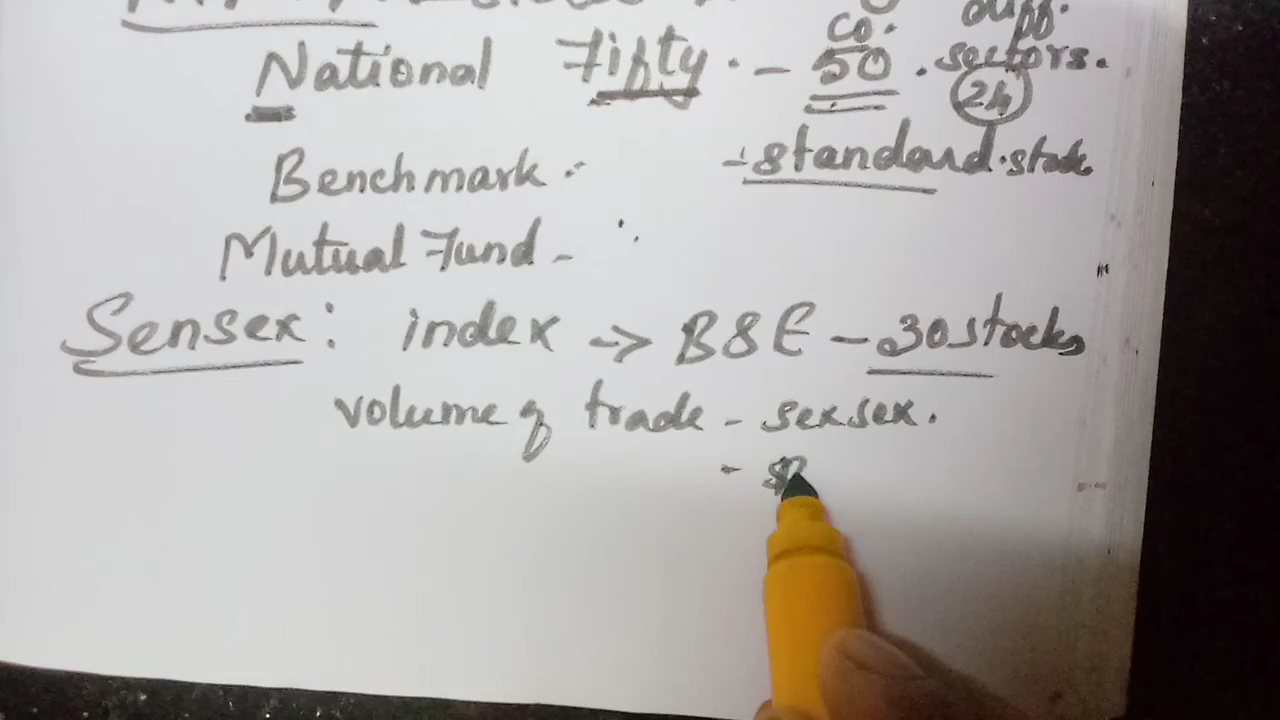 co. diff.
National Fifty. - 50. sectors.
24
Benchmark - standard. stock
Mutual Fund -
Sensex: index -> BSE - 30 stocks
volume of trade - sexsex.
-